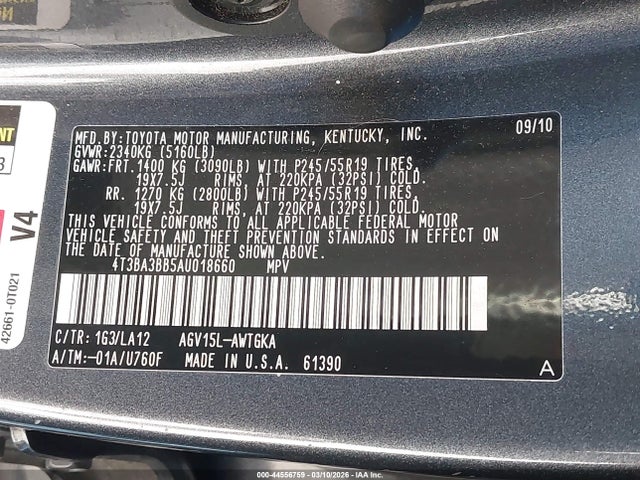 MFD.BY:TOYOTA MOTOR MANUFACTURING, KENTUCKY, INC. 09/10
GVWR:2340KG (5160LB)
GAWR:FRT.1400 KG (3090LB) WITH P245/55R19 TIRES,
19X7.5J RIMS, AT 220KPA (32PSI) COLD.
RR. 1270 KG (2800LB) WITH P245/55R19 TIRES,
19X7.5J RIMS, AT 220KPA (32PSI) COLD.
THIS VEHICLE CONFORMS TO ALL APPLICABLE FEDERAL MOTOR
VEHICLE SAFETY AND THEFT PREVENTION STANDARDS IN EFFECT ON
THE DATE OF MANUFACTURE SHOWN ABOVE.
4T3BA3BB5AU018660 MPV
C/TR: 1G3/LA12 AGV15L-AWTGKA
A/TM:-01A/U760F MADE IN U.S.A. 61390
A
V4
42661-0T021
000-44556759 - 03/10/2026 - IAA Inc.